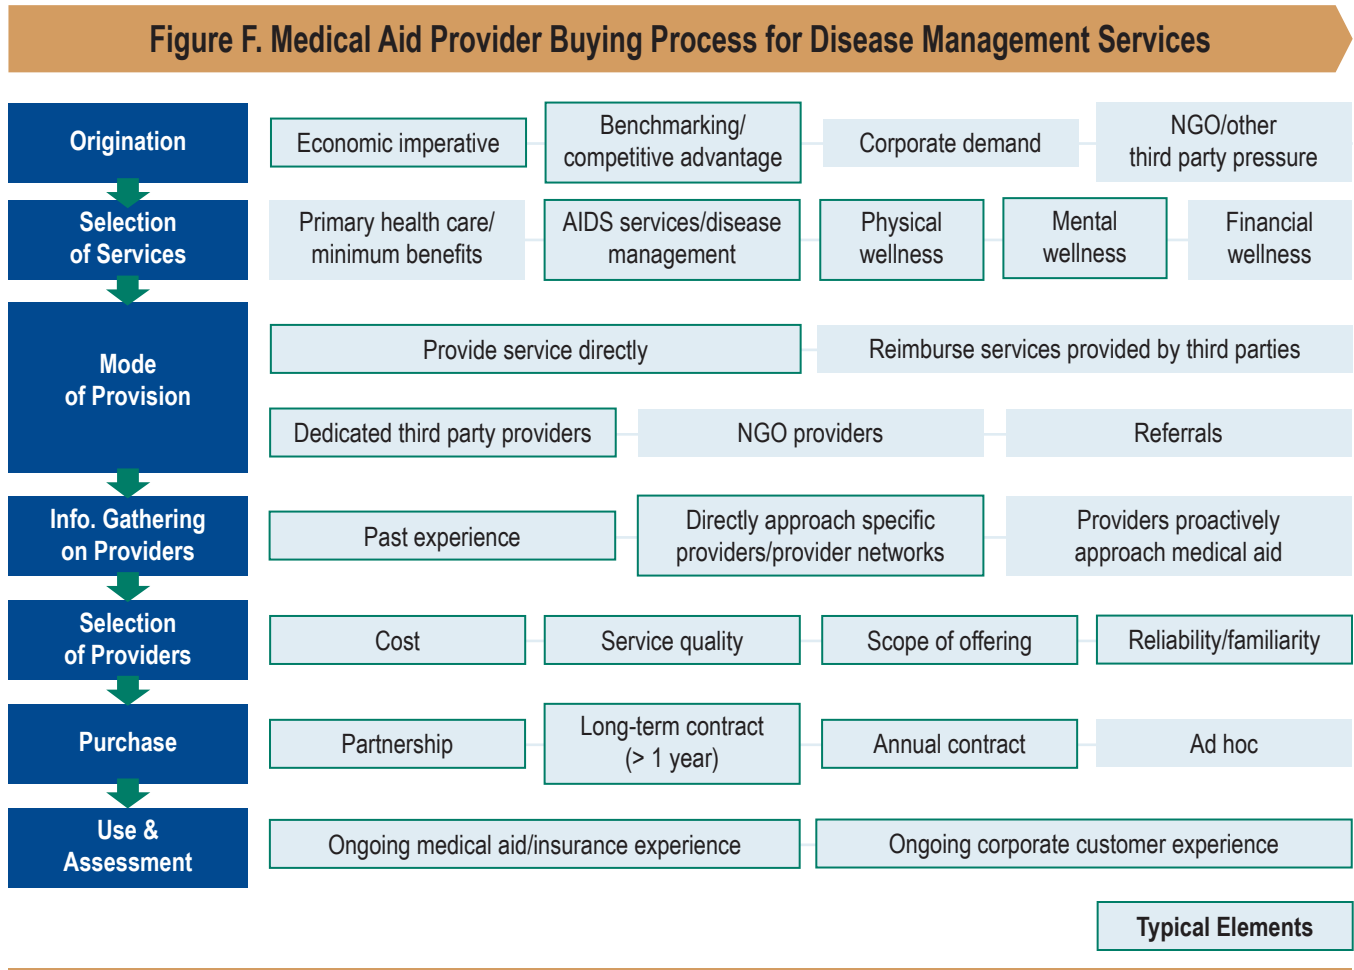 Figure F. Medical Aid Provider Buying Process for Disease Management Services
Origination
Economic imperative
Benchmarking/
competitive advantage
Corporate demand
NGO/other
third party pressure
Selection
of Services
Primary health care/
minimum benefits
AIDS services/disease
management
Physical
wellness
Mental
wellness
Financial
wellness
Mode
of Provision
Provide service directly
Reimburse services provided by third parties
Dedicated third party providers
NGO providers
Referrals
Info. Gathering
on Providers
Past experience
Directly approach specific
providers/provider networks
Providers proactively
approach medical aid
Selection
of Providers
Cost
Service quality
Scope of offering
Reliability/familiarity
Purchase
Partnership
Long-term contract
(> 1 year)
Annual contract
Ad hoc
Use &
Assessment
Ongoing medical aid/insurance experience
Ongoing corporate customer experience
Typical Elements